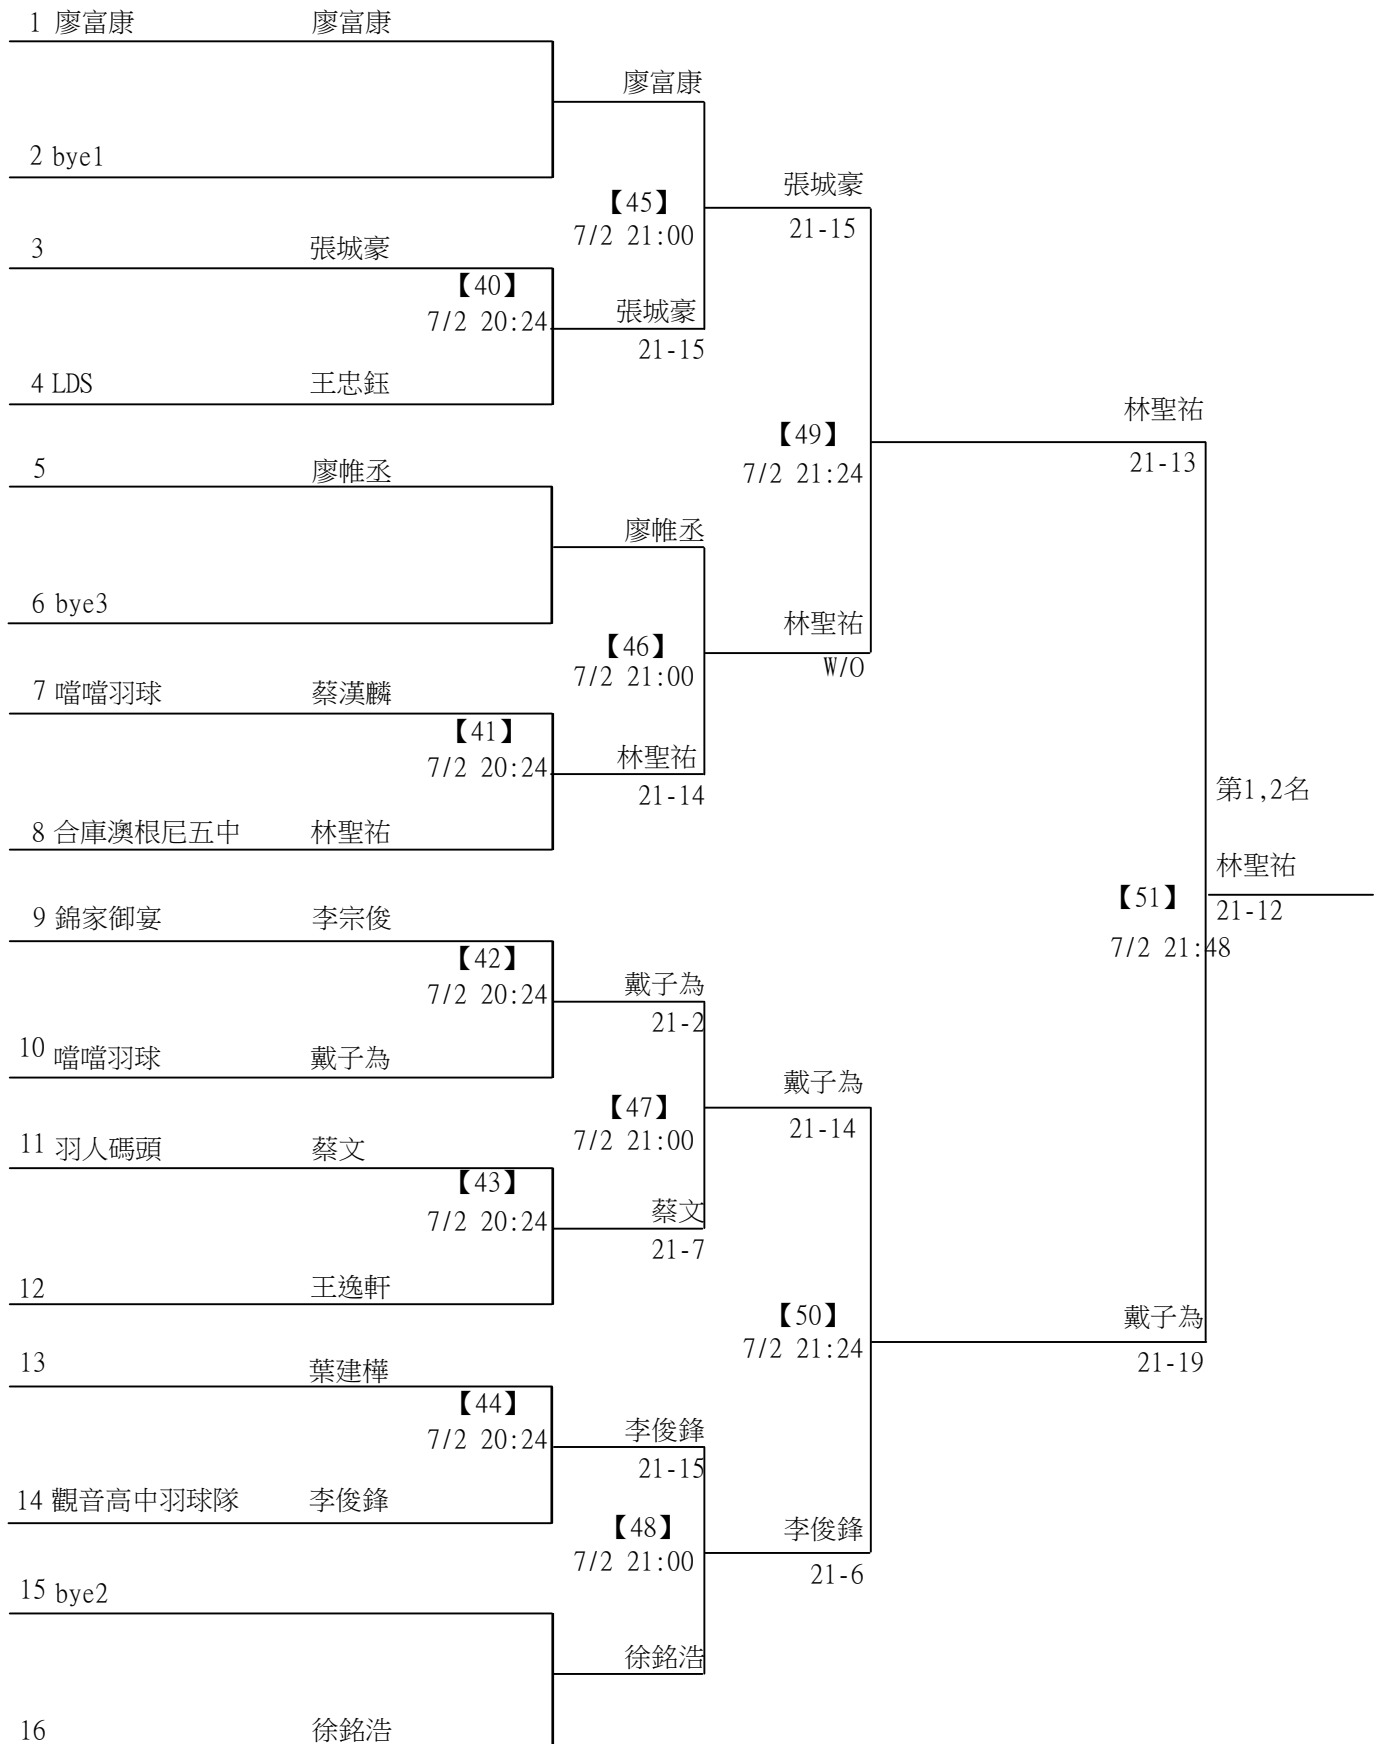 1 廖富康 廖富康
廖富康
2 bye1
張城豪
【45】
21-15
7/2 21:00
3 張城豪
【40】
張城豪
7/2 20:24
21-15
4 LDS 王忠鈺
林聖祐
【49】
21-13
5 廖帷丞
7/2 21:24
廖帷丞
6 bye3
林聖祐
【46】
W/O
7/2 21:00
7 噹噹羽球 蔡漢麟
【41】
林聖祐
7/2 20:24
21-14
第1,2名
8 合庫澳根尼五中 林聖祐
林聖祐
【51】
21-12
9 錦家御宴 李宗俊
7/2 21:48
【42】
戴子為
7/2 20:24
21-2
10 噹噹羽球 戴子為
戴子為
【47】
21-14
7/2 21:00
11 羽人碼頭 蔡文
【43】
蔡文
7/2 20:24
21-7
12 王逸軒
【50】
戴子為
7/2 21:24
21-19
13 葉建樺
【44】
李俊鋒
7/2 20:24
21-15
14 觀音高中羽球隊 李俊鋒
【48】
李俊鋒
7/2 21:00
21-6
15 bye2
徐銘浩
16 徐銘浩